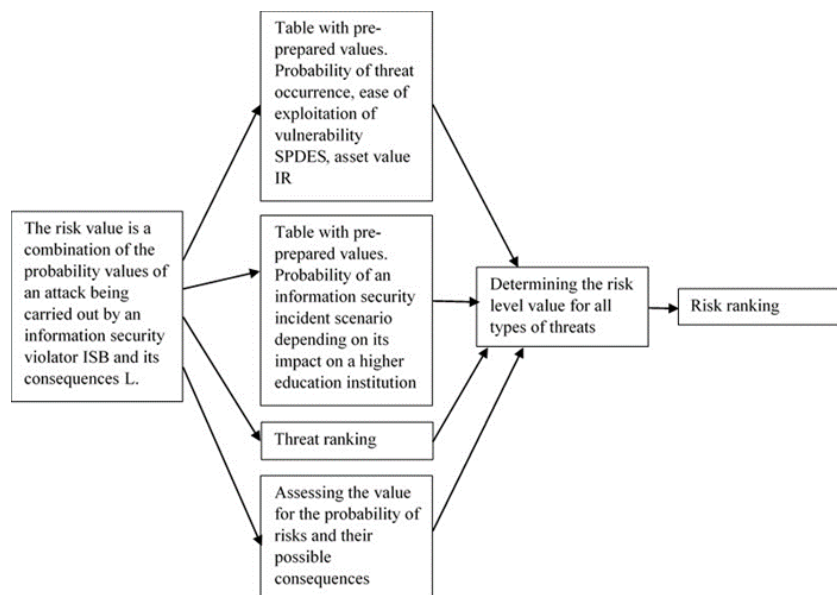 The risk value is a
combination of the
probability values of
an attack being
carried out by an
information security
violator ISB and its
consequences L.
Table with pre-
prepared values.
Probability of threat
occurrence, ease of
exploitation of
vulnerability
SPDES, asset value
IR
Table with pre-
prepared values.
Probability of an
information security
incident scenario
depending on its
impact on a higher
education institution
Threat ranking
Assessing the value
for the probability of
risks and their
possible
consequences
Determining the risk
level value for all
types of threats
Risk ranking